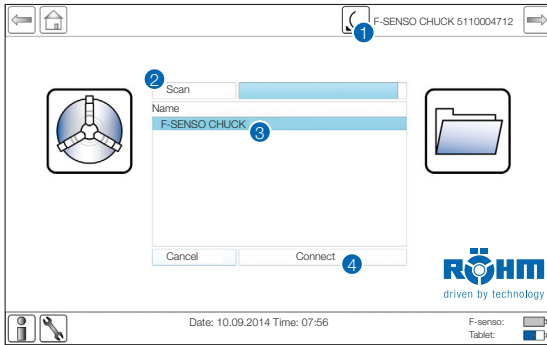 F-SENSO CHUCK 5110004712
1
2
Scan
Name
F-SENSO CHUCK
3
Cancel
Connect
4
RÖHM
driven by technology
Date: 10.09.2014 Time: 07:56
F-senso:
Tablet: